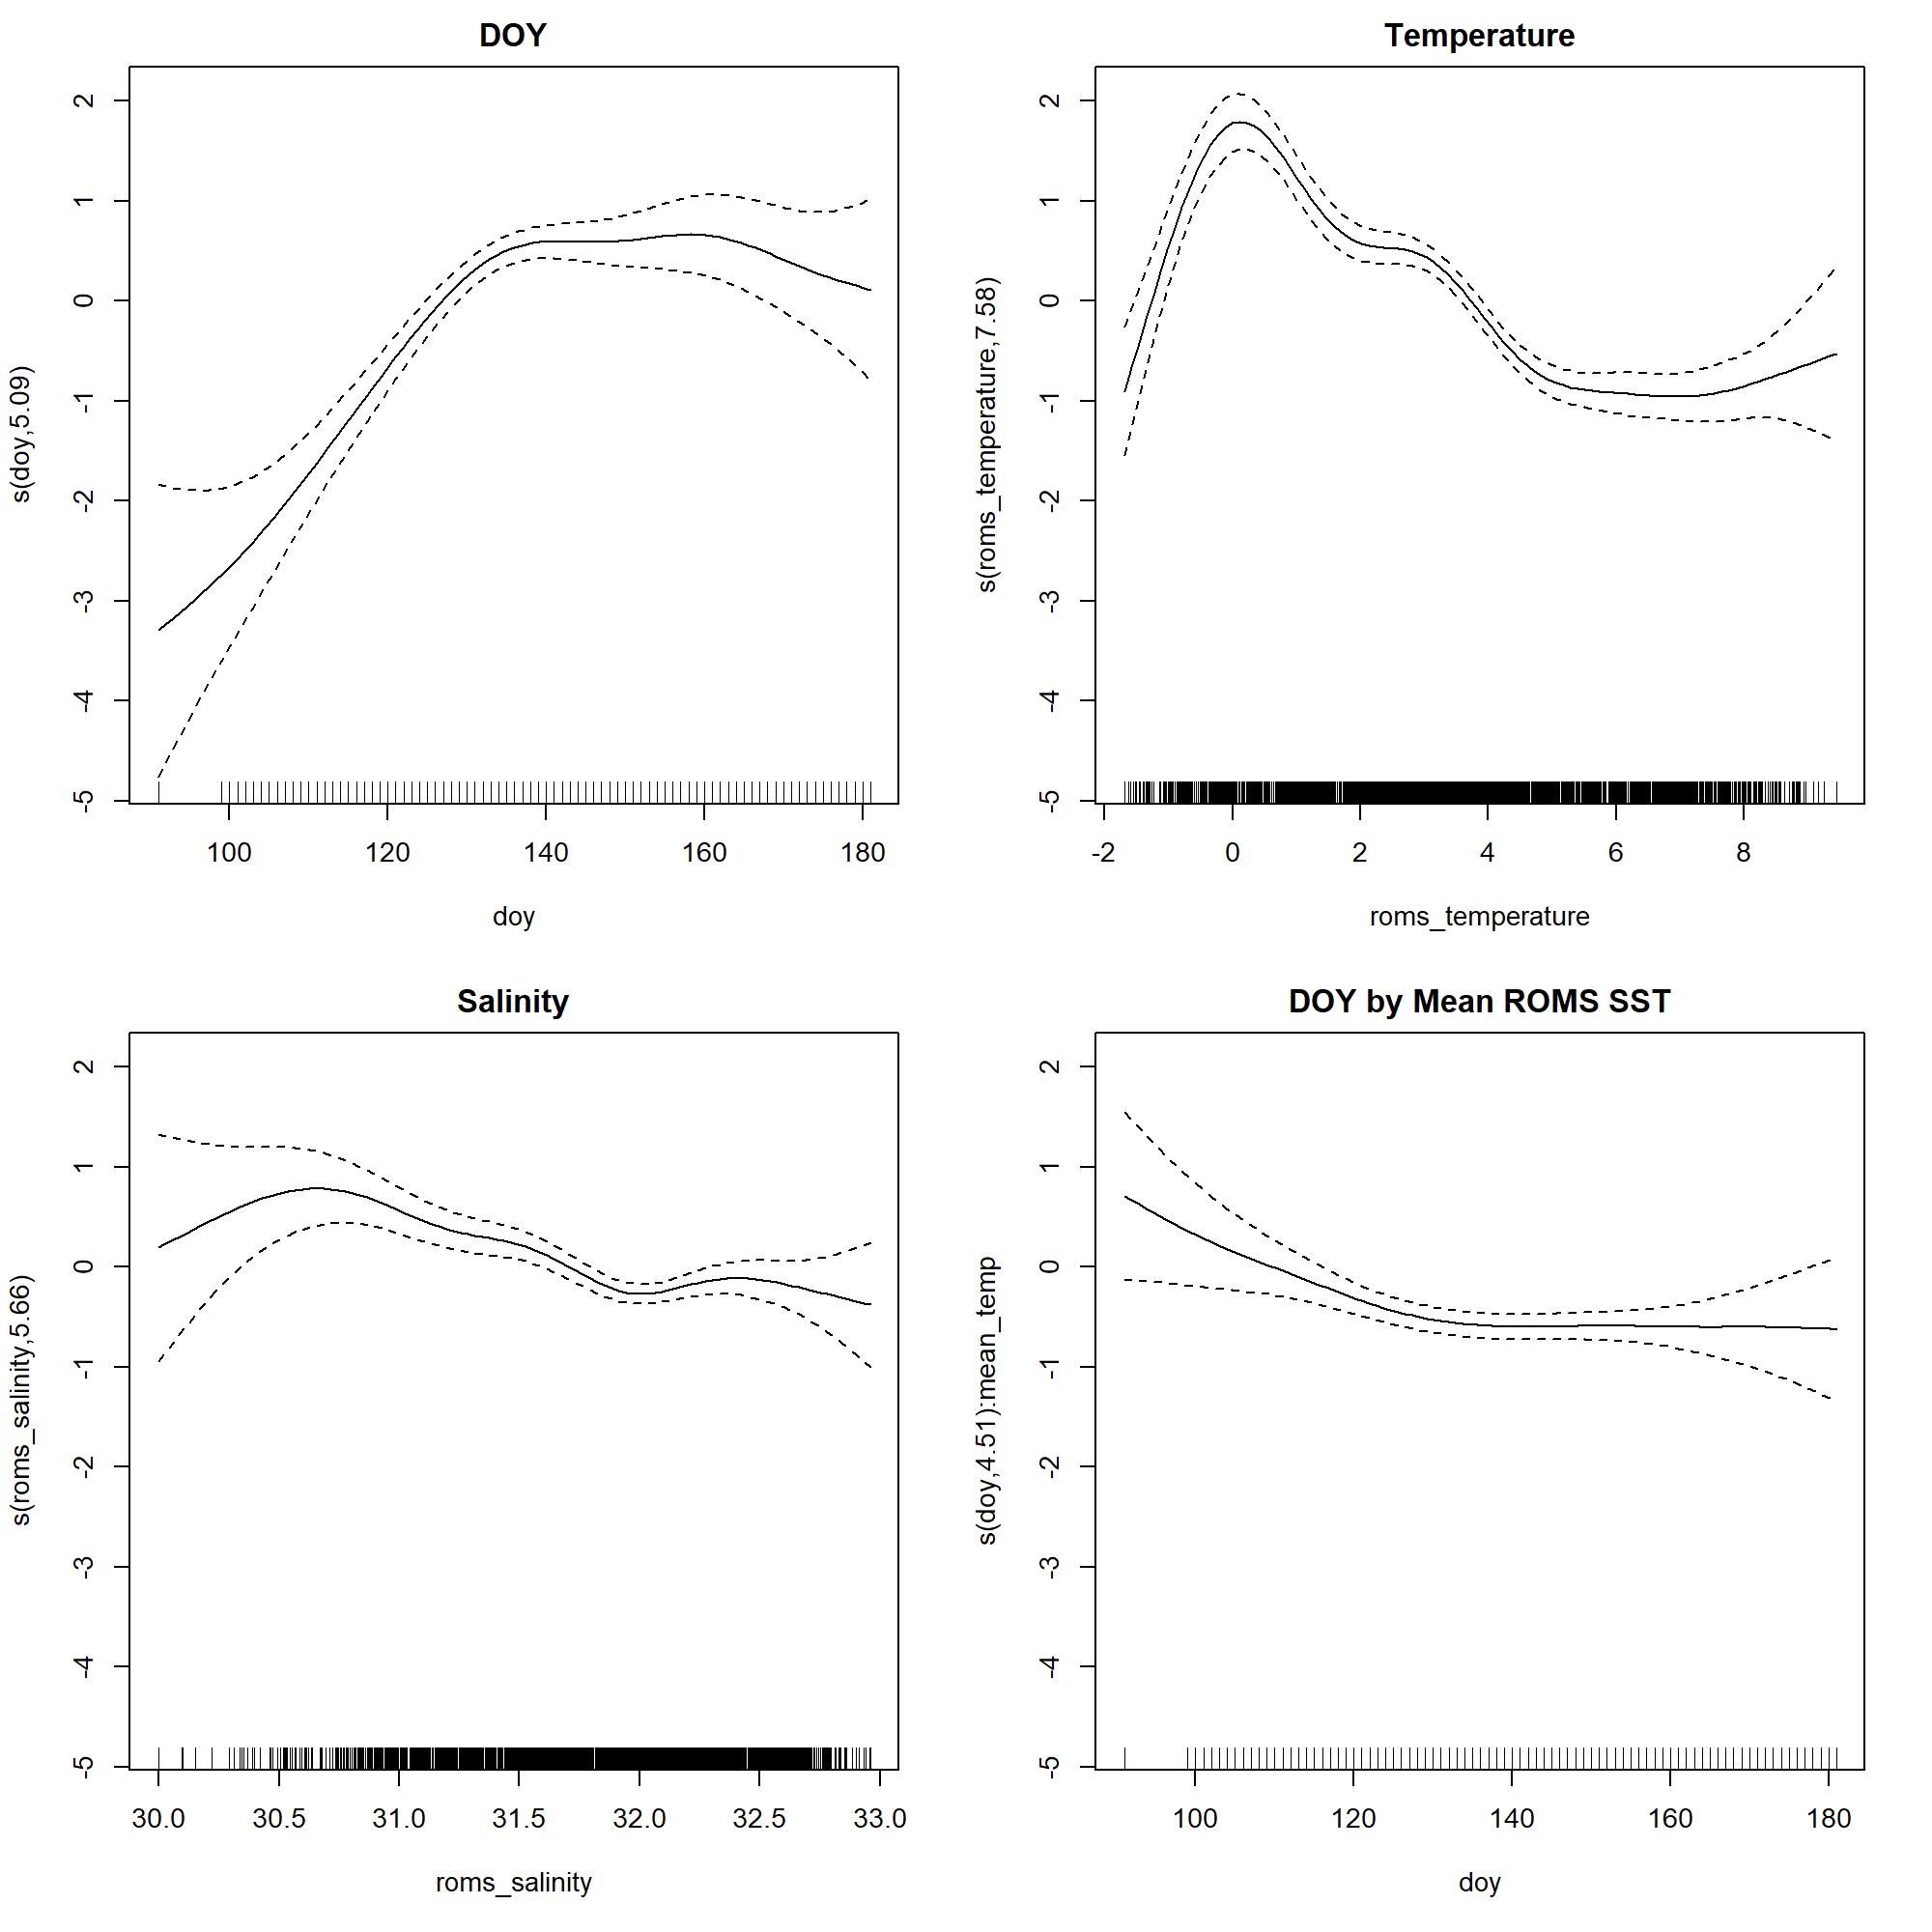 DOY
s(doy,5.09)
2
1
0
-1
-2
-3
-4
-5
100 120 140 160 180
doy
Temperature
s(roms_temperature,7.58)
2
1
0
-1
-2
-3
-4
-5
-2 0 2 4 6 8
roms_temperature
Salinity
s(roms_salinity,5.66)
2
1
0
-1
-2
-3
-4
-5
30.0 30.5 31.0 31.5 32.0 32.5 33.0
roms_salinity
DOY by Mean ROMS SST
s(doy,4.51):mean_temp
2
1
0
-1
-2
-3
-4
-5
100 120 140 160 180
doy